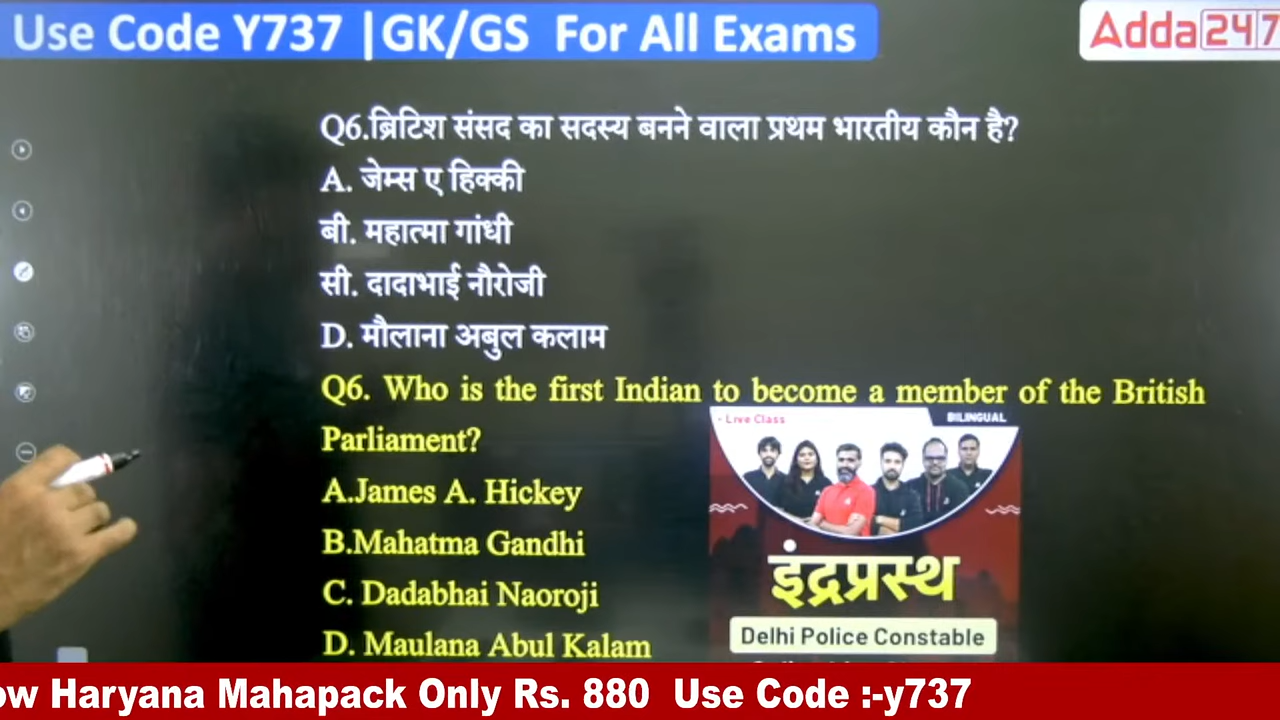 Use Code Y737 |GK/GS For All Exams
Adda247
Q6.ब्रिटिश संसद का सदस्य बनने वाला प्रथम भारतीय कौन है?
A. जेम्स ए हिक्की
बी. महात्मा गांधी
सी. दादाभाई नौरोजी
D. मौलाना अबुल कलाम
Q6. Who is the first Indian to become a member of the British
Parliament?
A.James A. Hickey
B.Mahatma Gandhi
C. Dadabhai Naoroji
D. Maulana Abul Kalam
Live Class
BILINGUAL
इंद्रप्रस्थ
Delhi Police Constable
Haryana Mahapack Only Rs. 880 Use Code :-y737